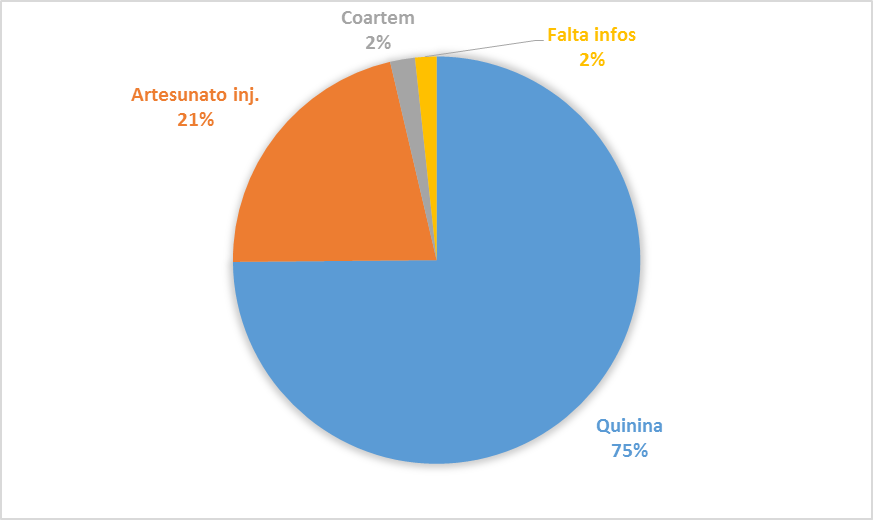 Coartem
2%
Falta infos
2%
Artesunato inj.
21%
Quinina
75%